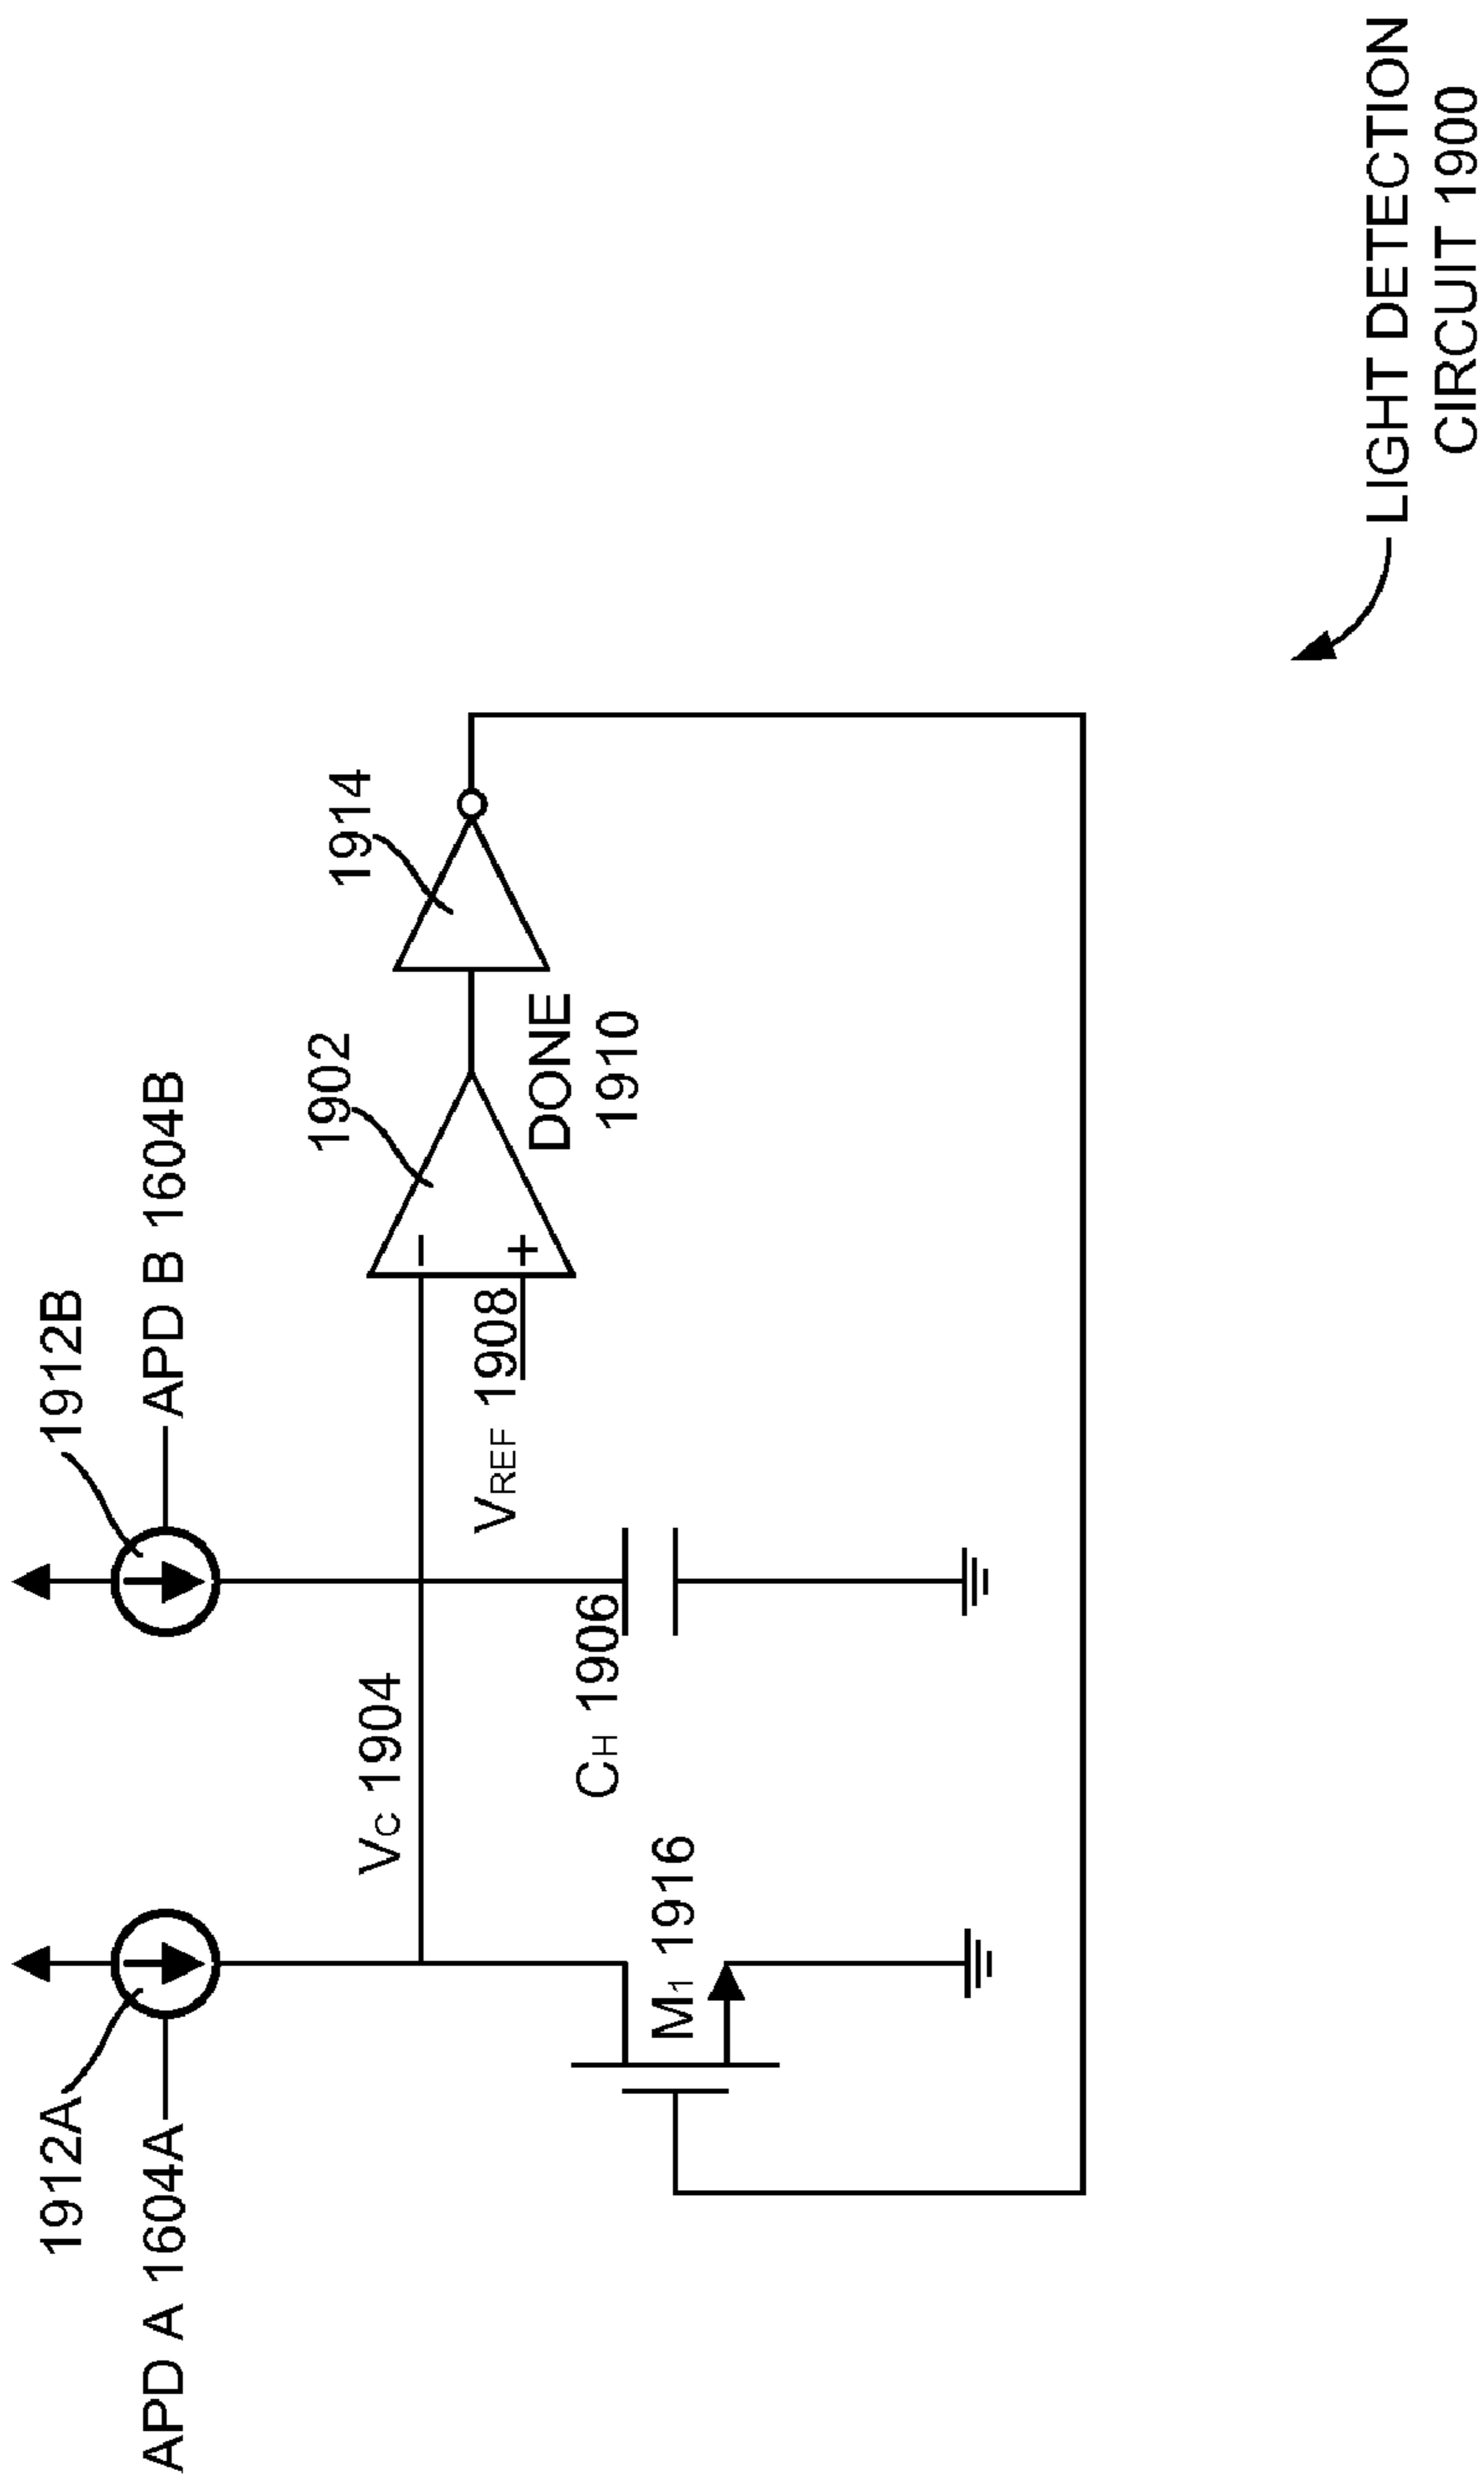 1912A
1912B
APD A 1604A
APD B 1604B
1902
1914
VC 1904
VREF 1908
−
+
DONE
1910
CH 1906
M1 1916
LIGHT DETECTION
CIRCUIT 1900